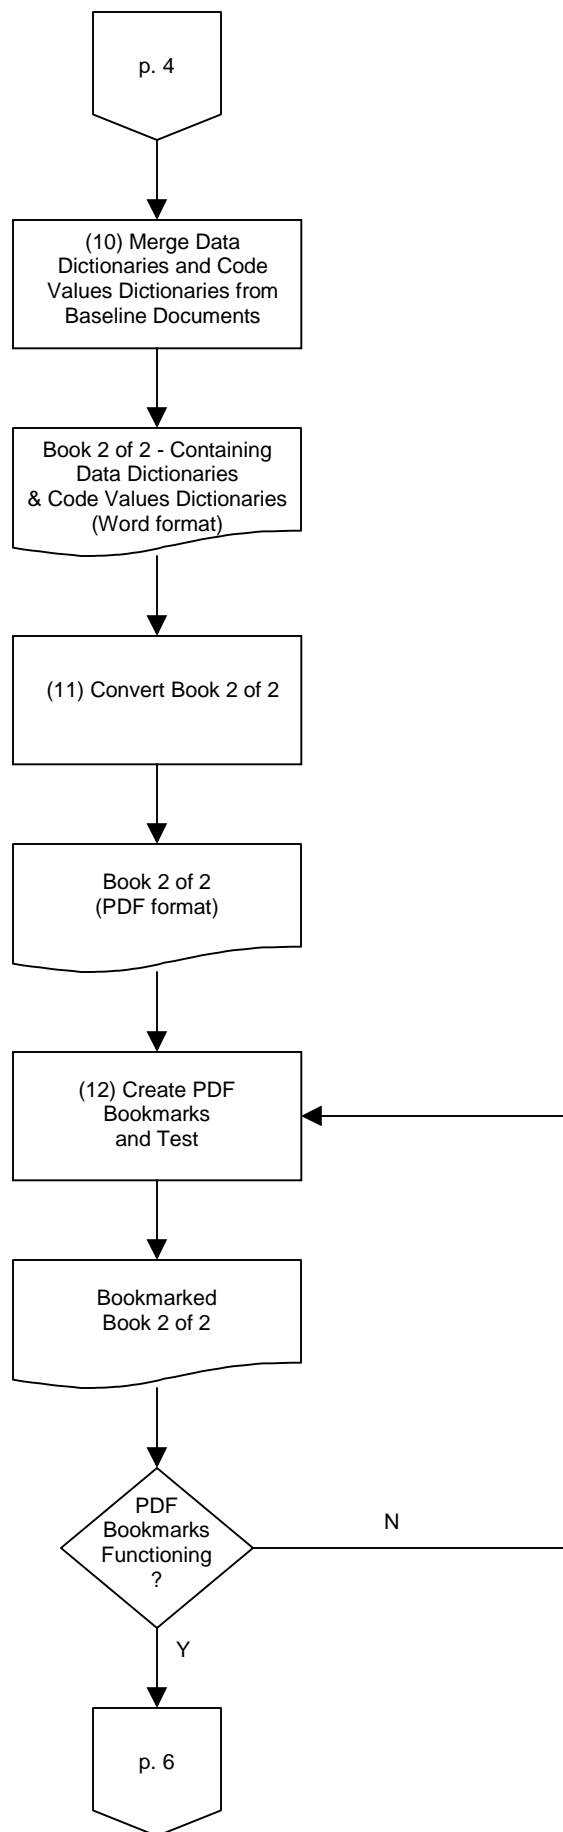 p. 4
(10) Merge Data
Dictionaries and Code
Values Dictionaries from
Baseline Documents
Book 2 of 2 - Containing
Data Dictionaries
& Code Values Dictionaries
(Word format)
(11) Convert Book 2 of 2
Book 2 of 2
(PDF format)
(12) Create PDF
Bookmarks
and Test
Bookmarked
Book 2 of 2
PDF
Bookmarks
Functioning
?
N
Y
p. 6